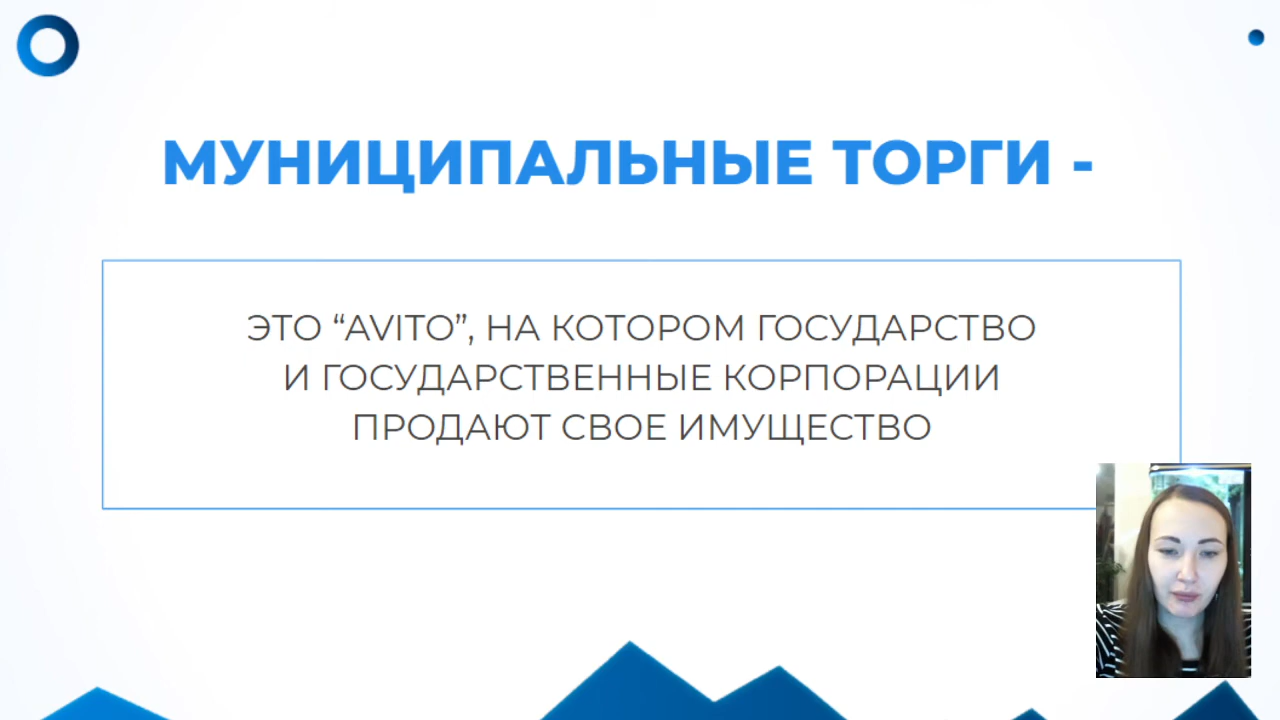 МУНИЦИПАЛЬНЫЕ ТОРГИ -
ЭТО “AVITO”, НА КОТОРОМ ГОСУДАРСТВО
И ГОСУДАРСТВЕННЫЕ КОРПОРАЦИИ
ПРОДАЮТ СВОЕ ИМУЩЕСТВО